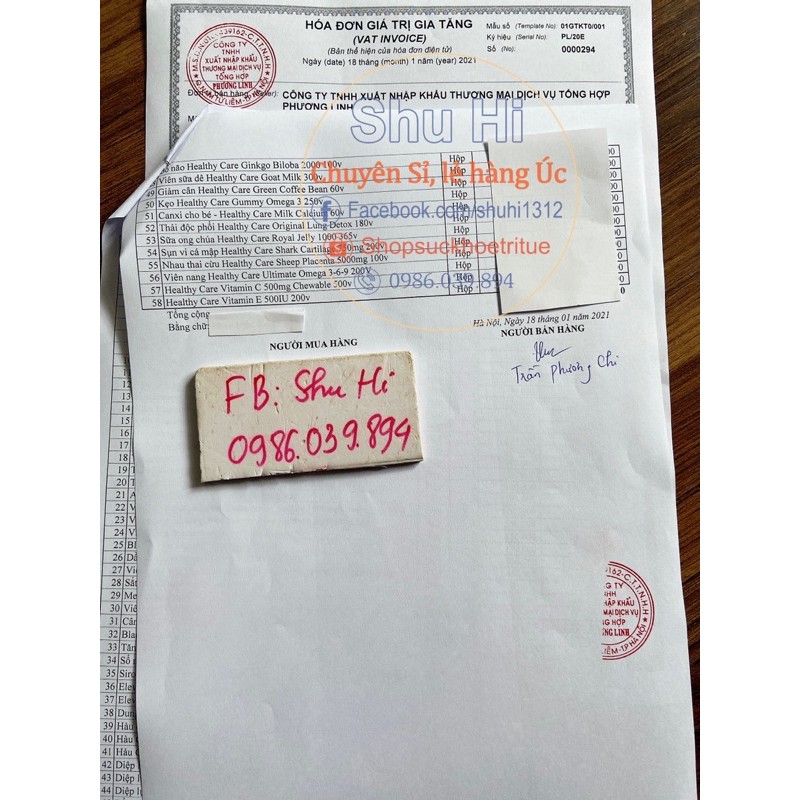 HÓA ĐƠN GIÁ TRỊ GIA TĂNG
(VAT INVOICE)
(Bản thể hiện của hóa đơn điện tử)
Ngày (date) 18 tháng (month) 1 năm (year) 2021
Mẫu số (Template No): 01GTKT0/001
Ký hiệu (Serial No): PL/20E
Số (No): 0000294
CÔNG TY
TNHH
XUẤT NHẬP KHẨU
THƯƠNG MẠI DỊCH VỤ
TỔNG HỢP
PHƯƠNG LINH
CÔNG TY TNHH XUẤT NHẬP KHẨU THƯƠNG MẠI DỊCH VỤ TỔNG HỢP
PHƯƠNG LINH
Shu Hi
Chuyên Sỉ, lẻ hàng Úc
Facebook.com/shuhi1312
Shopsuckhoetritue
0986.039.894
não Healthy Care Ginkgo Biloba 2000 100v Hộp
Viên sữa dê Healthy Care Goat Milk 300v Hộp
49 Giảm cân Healthy Care Green Coffee Bean 60v Hộp
50 Kẹo Healthy Care Gummy Omega 3 250v Hộp
51 Canxi cho bé - Healthy Care Milk Calcium 60v Hộp
52 Thải độc phổi Healthy Care Original Lung Detox 180v Hộp
53 Sữa ong chúa Healthy Care Royal Jelly 1000 365v Hộp
54 Sụn vi cá mập Healthy Care Shark Cartilage 200v Hộp
55 Nhau thai cừu Healthy Care Sheep Placenta 5000mg 100v Hộp
56 Viên nang Healthy Care Ultimate Omega 3-6-9 200V Hộp
57 Healthy Care Vitamin C 500mg Chewable 500v Hộp
58 Healthy Care Vitamin E 500IU 200v Hộp
Tổng cộng
Bằng chữ:
Hà Nội, Ngày 18 tháng 01 năm 2021
NGƯỜI MUA HÀNG
NGƯỜI BÁN HÀNG
Trần Phương Chi
FB: Shu Hi
0986.039.894